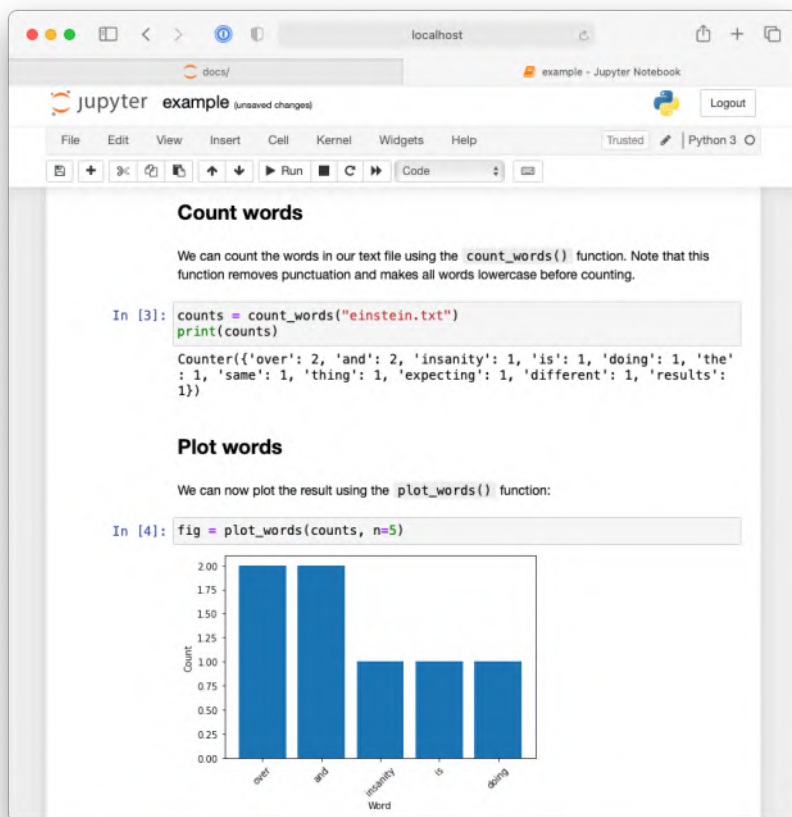 localhost
docs/
example - Jupyter Notebook
jupyter example (unsaved changes)
Logout
File Edit View Insert Cell Kernel Widgets Help Trusted Python 3
Run Code
Count words
We can count the words in our text file using the count_words() function. Note that this
function removes punctuation and makes all words lowercase before counting.
In [3]: counts = count_words("einstein.txt")
print(counts)
Counter({'over': 2, 'and': 2, 'insanity': 1, 'is': 1, 'doing': 1, 'the'
: 1, 'same': 1, 'thing': 1, 'expecting': 1, 'different': 1, 'results':
1})
Plot words
We can now plot the result using the plot_words() function:
In [4]: fig = plot_words(counts, n=5)
2.00
1.75
1.50
1.25
1.00
0.75
0.50
0.25
0.00
Count
over and insanity is doing
Word